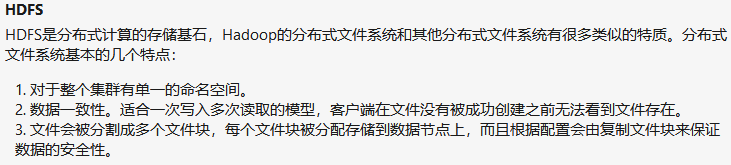 HDFS
HDFS是分布式计算的存储基石，Hadoop的分布式文件系统和其他分布式文件系统有很多类似的特质。分布式
文件系统基本的几个特点：
1. 对于整个集群有单一的命名空间。
2. 数据一致性。适合一次写入多次读取的模型，客户端在文件没有被成功创建之前无法看到文件存在。
3. 文件会被分割成多个文件块，每个文件块被分配存储到数据节点上，而且根据配置会由复制文件块来保证
数据的安全性。